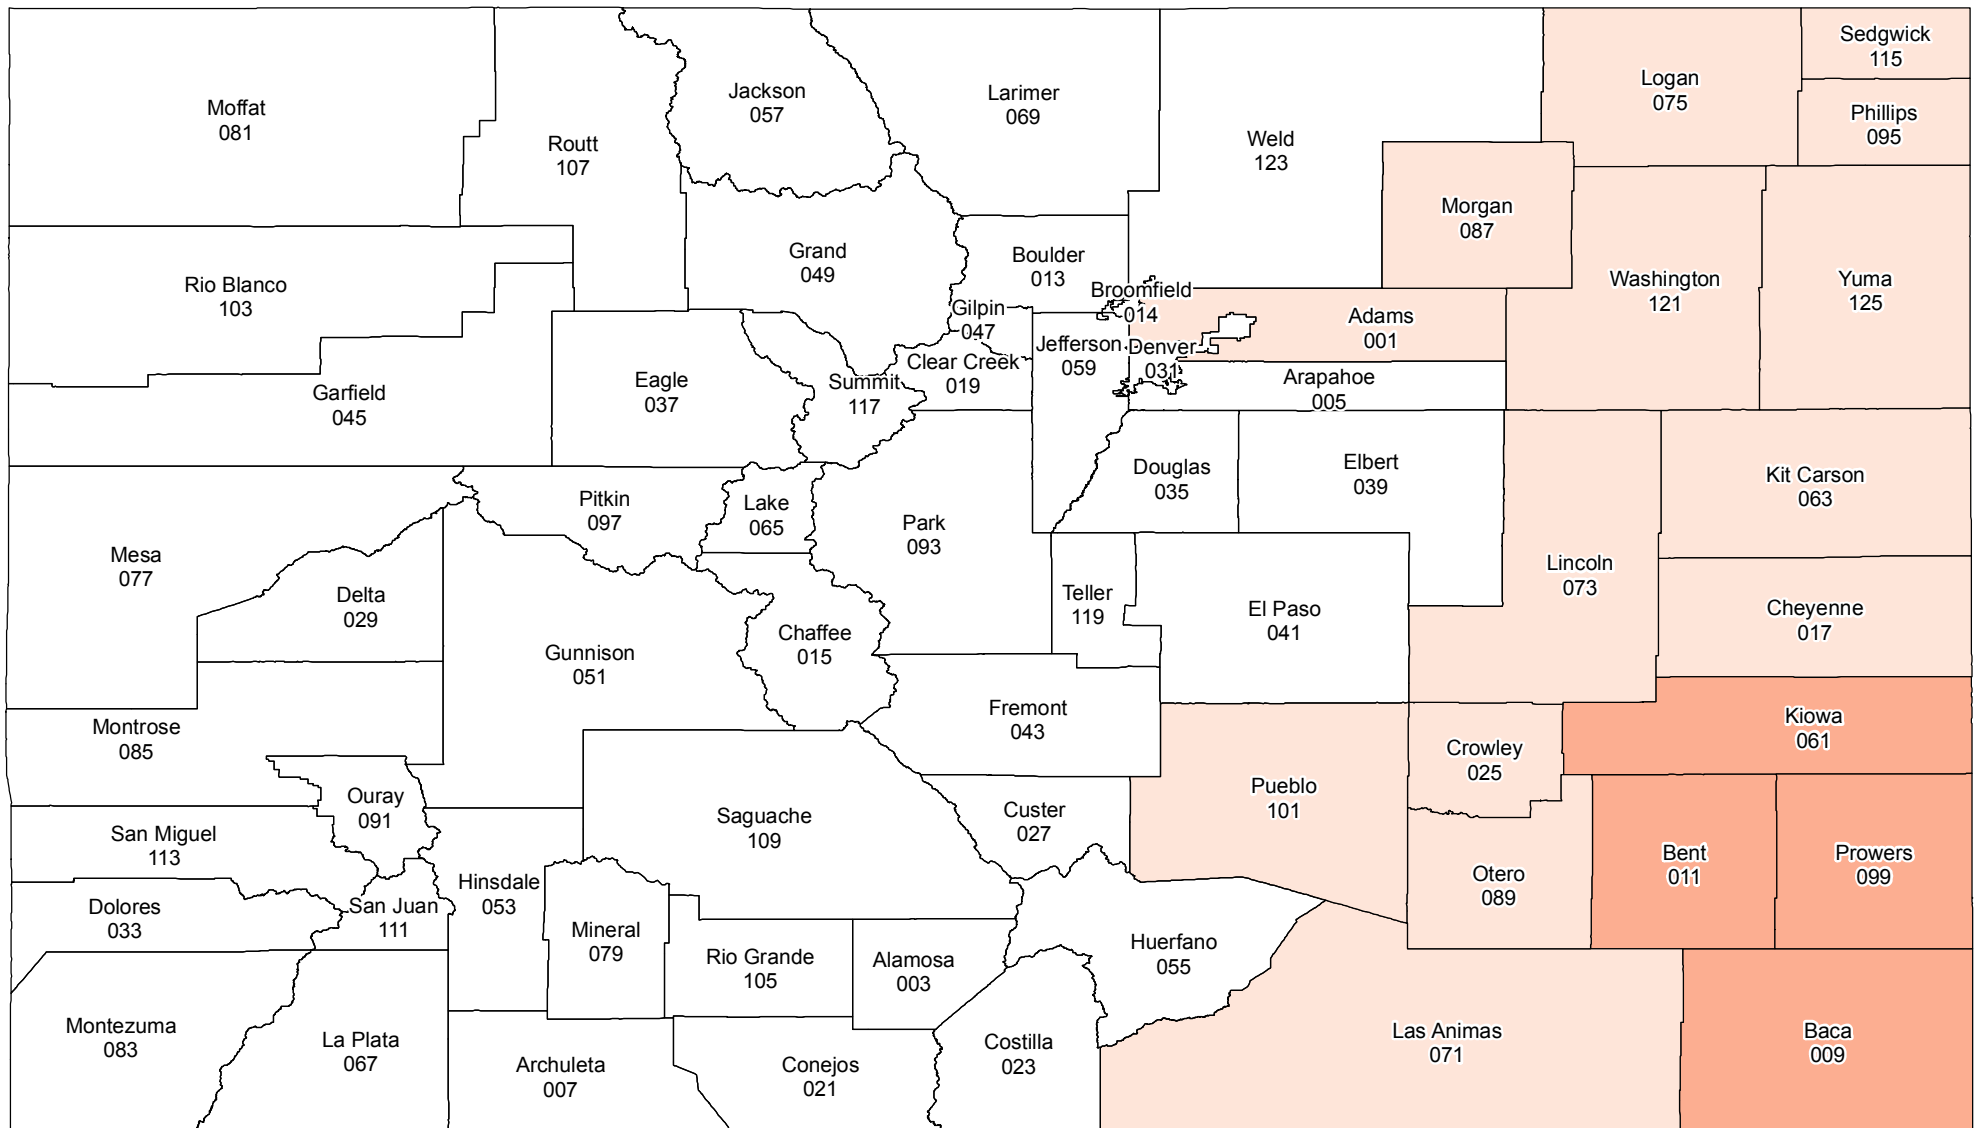 Moffat
081
Routt
107
Jackson
057
Larimer
069
Weld
123
Logan
075
Sedgwick
115
Phillips
095
Morgan
087
Washington
121
Yuma
125
Rio Blanco
103
Grand
049
Boulder
013
Broomfield
014
Gilpin
047
Adams
001
Garfield
045
Eagle
037
Summit
117
Clear Creek
019
Jefferson
059
Denver
031
Arapahoe
005
Mesa
077
Delta
029
Pitkin
097
Lake
065
Park
093
Douglas
035
Elbert
039
Lincoln
073
Kit Carson
063
Cheyenne
017
Gunnison
051
Chaffee
015
Teller
119
El Paso
041
Montrose
085
Fremont
043
Kiowa
061
Crowley
025
Pueblo
101
Ouray
091
San Miguel
113
Saguache
109
Custer
027
Otero
089
Bent
011
Prowers
099
Dolores
033
San Juan
111
Hinsdale
053
Mineral
079
Rio Grande
105
Alamosa
003
Huerfano
055
Montezuma
083
La Plata
067
Archuleta
007
Conejos
021
Costilla
023
Las Animas
071
Baca
009